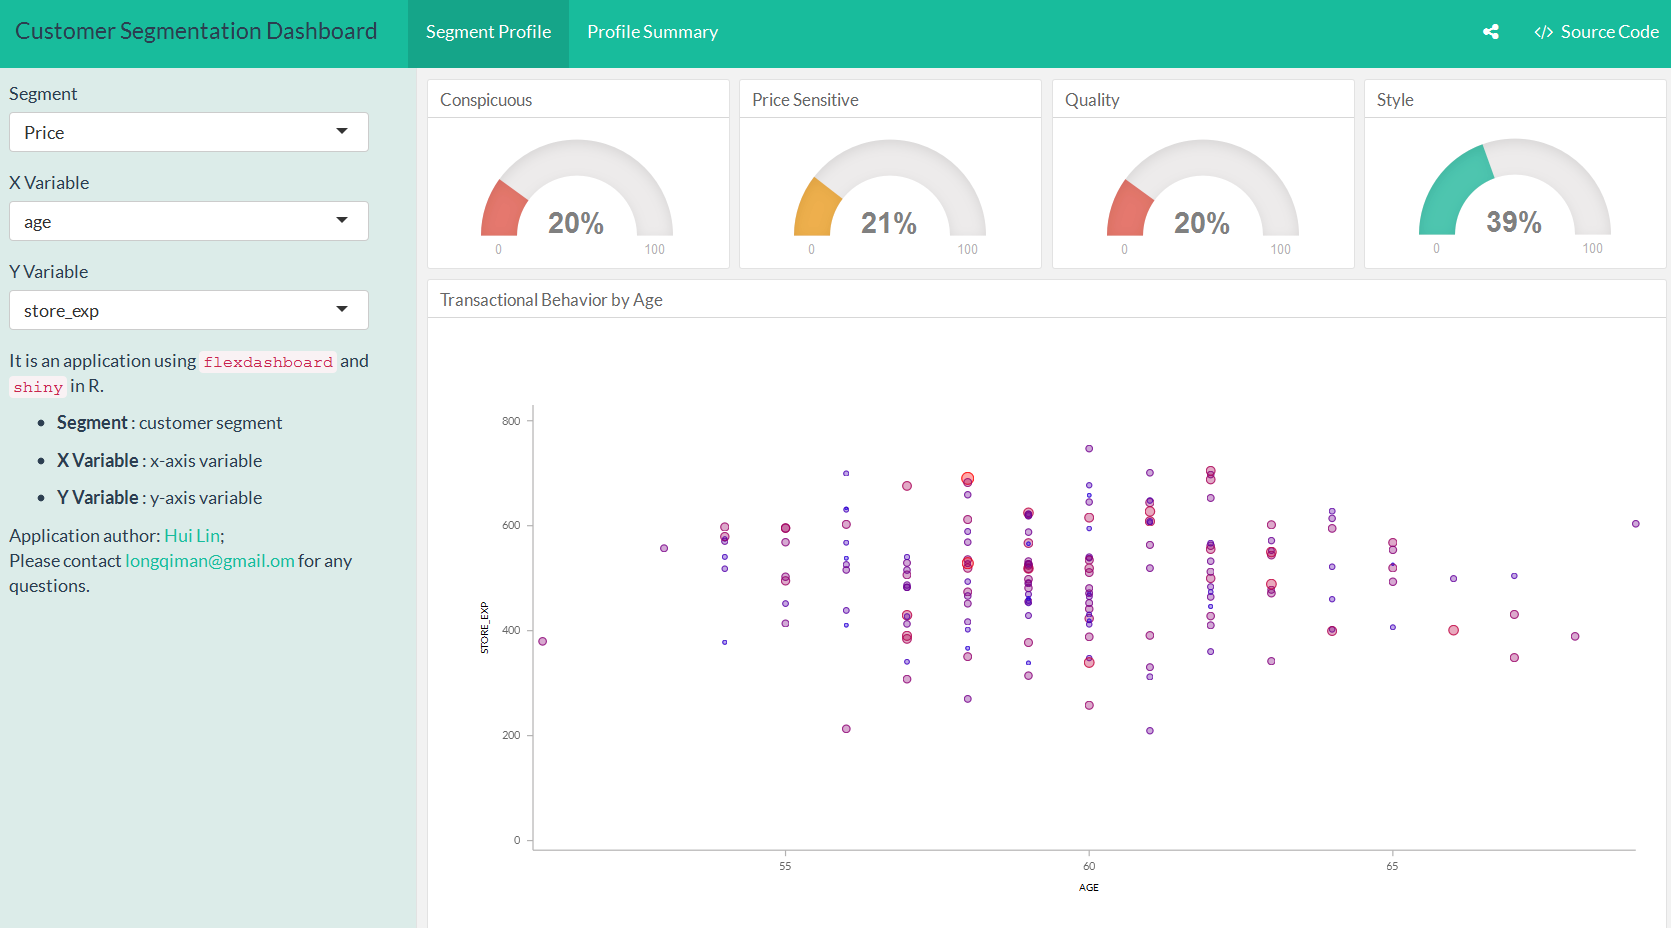 Customer Segmentation Dashboard
Segment Profile
Profile Summary
</> Source Code
Segment
Price
X Variable
age
Y Variable
store_exp
It is an application using flexdashboard and
shiny in R.
• Segment : customer segment
• X Variable : x-axis variable
• Y Variable : y-axis variable
Application author: Hui Lin;
Please contact longqiman@gmail.om for any
questions.
Conspicuous
20%
0 100
Price Sensitive
21%
0 100
Quality
20%
0 100
Style
39%
0 100
Transactional Behavior by Age
800
600
400
200
0
STORE_EXP
55 60 65
AGE